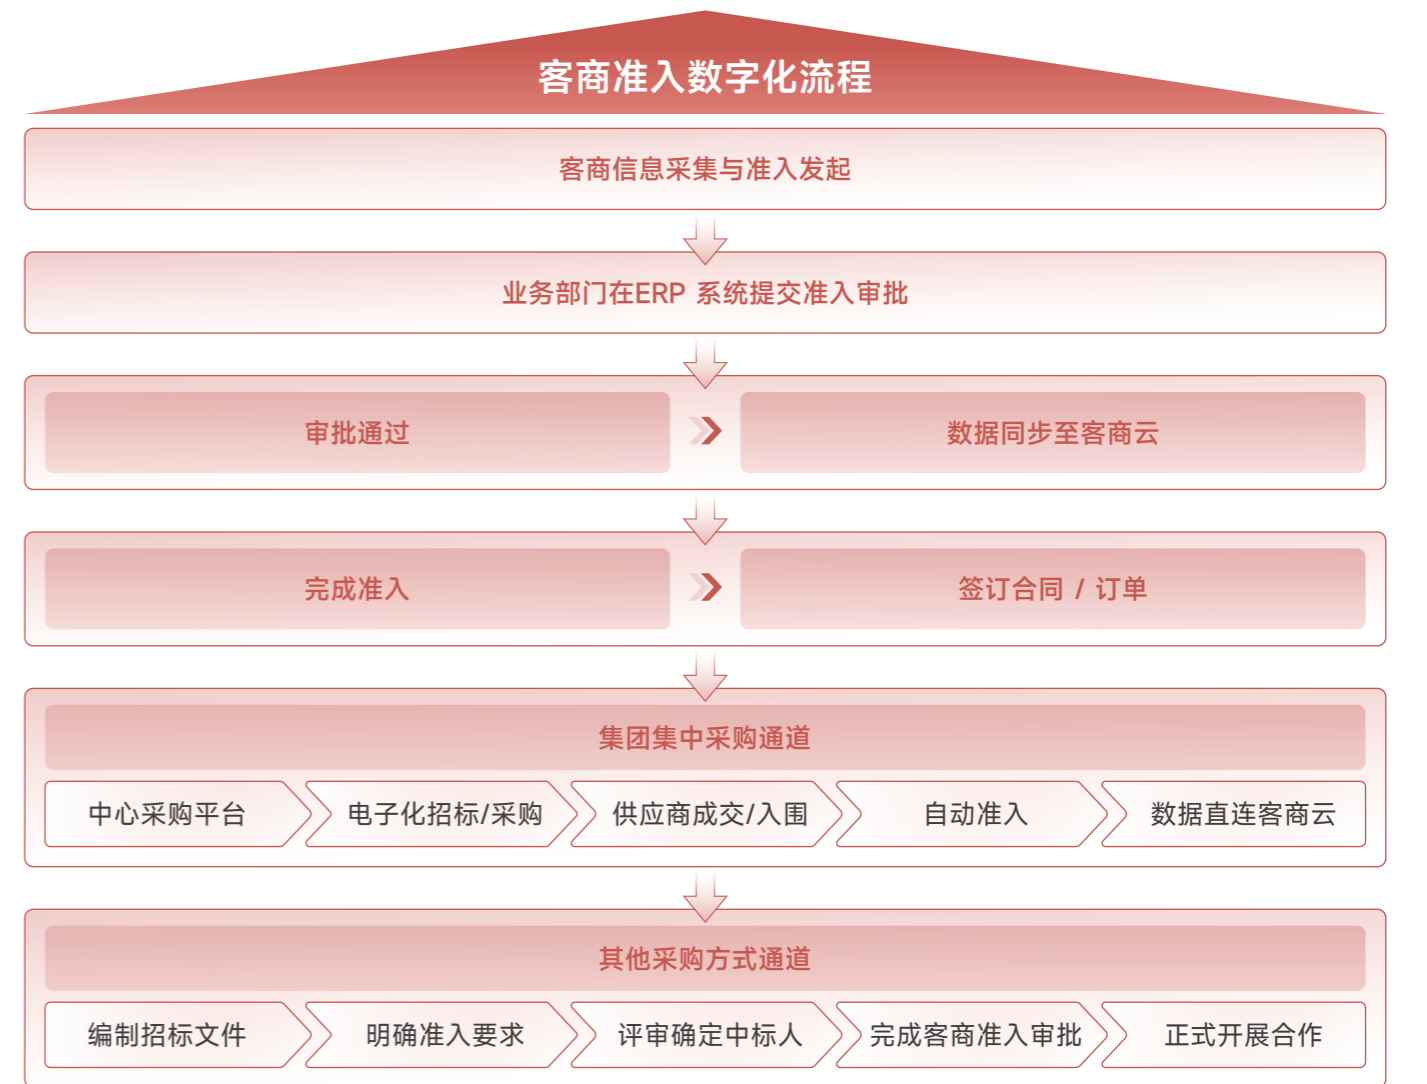 客商准入数字化流程
客商信息采集与准入发起
业务部门在ERP 系统提交准入审批
审批通过
数据同步至客商云
完成准入
签订合同 / 订单
集团集中采购通道
中心采购平台
电子化招标/采购
供应商成交/入围
自动准入
数据直连客商云
其他采购方式通道
编制招标文件
明确准入要求
评审确定中标人
完成客商准入审批
正式开展合作